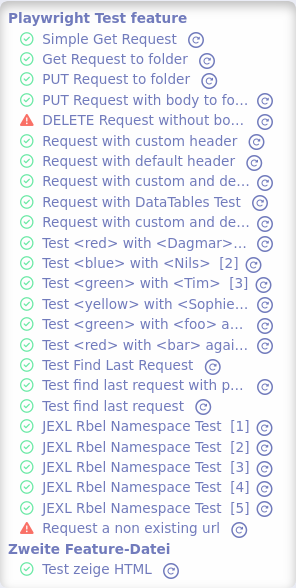 Playwright Test feature
Simple Get Request
Get Request to folder
PUT Request to folder
PUT Request with body to fo...
DELETE Request without bo...
Request with custom header
Request with default header
Request with custom and de...
Request with DataTables Test
Request with custom and de...
Test <red> with <Dagmar>...
Test <blue> with <Nils> [2]
Test <green> with <Tim> [3]
Test <yellow> with <Sophie...
Test <green> with <foo> a...
Test <red> with <bar> agai...
Test Find Last Request
Test find last request with p...
Test find last request
JEXL Rbel Namespace Test [1]
JEXL Rbel Namespace Test [2]
JEXL Rbel Namespace Test [3]
JEXL Rbel Namespace Test [4]
JEXL Rbel Namespace Test [5]
Request a non existing url
Zweite Feature-Datei
Test zeige HTML